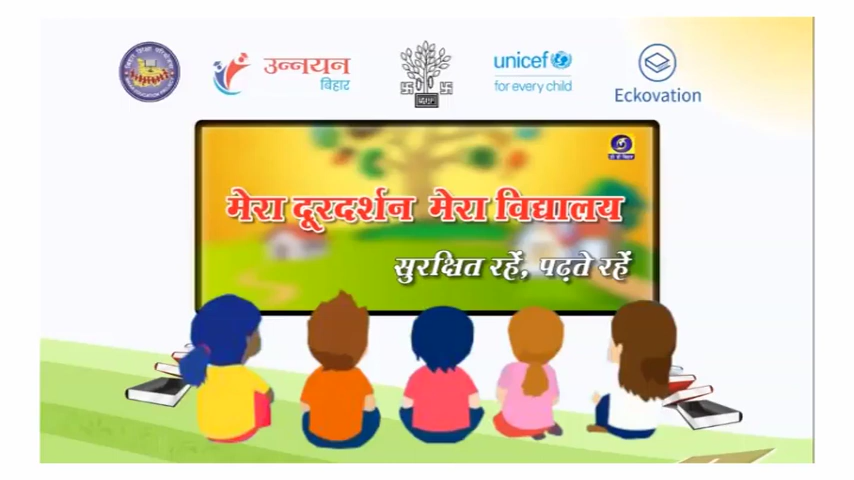 उन्नयन
बिहार
unicef
for every child
Eckovation
मेरा दूरदर्शन मेरा विद्यालय
सुरक्षित रहें, पढ़ते रहें